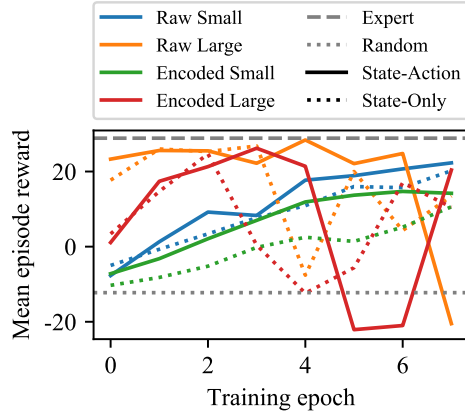 Raw Small
Raw Large
Encoded Small
Encoded Large
Expert
Random
State-Action
State-Only
Mean episode reward
20
0
-20
0
2
4
6
Training epoch